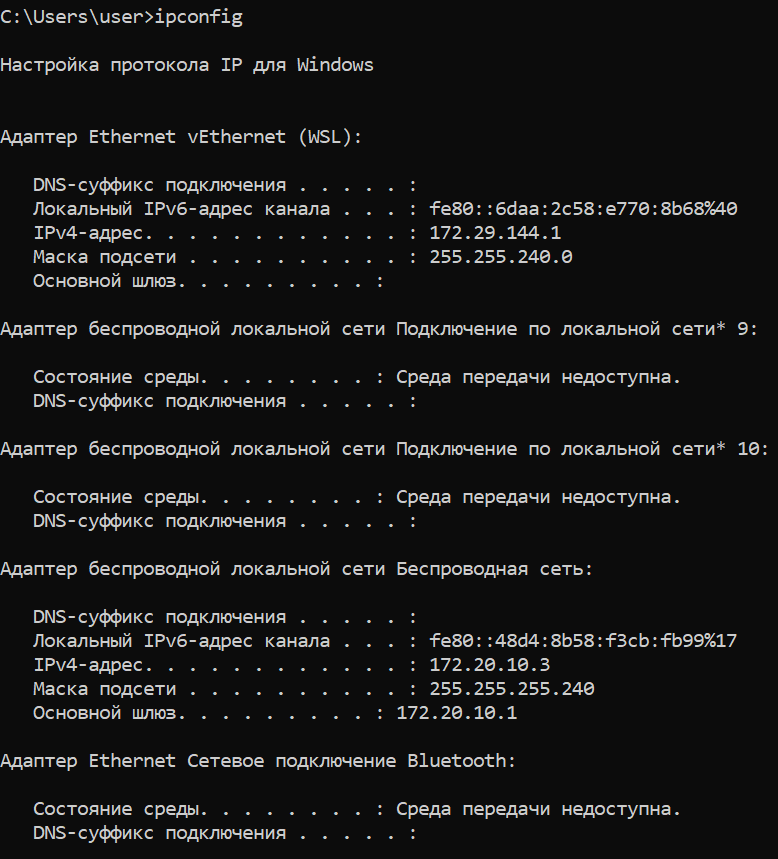 C:\Users\user>ipconfig
Настройка протокола IP для Windows
Адаптер Ethernet vEthernet (WSL):
DNS-суффикс подключения . . . . . :
Локальный IPv6-адрес канала . . . : fe80::6daa:2c58:e770:8b68%40
IPv4-адрес. . . . . . . . . . . . : 172.29.144.1
Маска подсети . . . . . . . . . . : 255.255.240.0
Основной шлюз. . . . . . . . . :
Адаптер беспроводной локальной сети Подключение по локальной сети* 9:
Состояние среды. . . . . . . . : Среда передачи недоступна.
DNS-суффикс подключения . . . . . :
Адаптер беспроводной локальной сети Подключение по локальной сети* 10:
Состояние среды. . . . . . . . : Среда передачи недоступна.
DNS-суффикс подключения . . . . . :
Адаптер беспроводной локальной сети Беспроводная сеть:
DNS-суффикс подключения . . . . . :
Локальный IPv6-адрес канала . . . : fe80::48d4:8b58:f3cb:fb99%17
IPv4-адрес. . . . . . . . . . . . : 172.20.10.3
Маска подсети . . . . . . . . . . : 255.255.255.240
Основной шлюз. . . . . . . . . : 172.20.10.1
Адаптер Ethernet Сетевое подключение Bluetooth:
Состояние среды. . . . . . . . : Среда передачи недоступна.
DNS-суффикс подключения . . . . . :